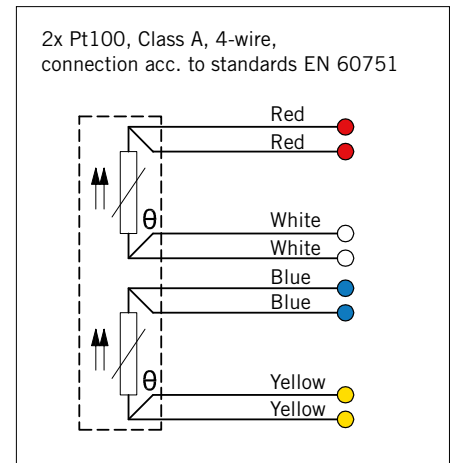 2x Pt100, Class A, 4-wire,
connection acc. to standards EN 60751
Red
Red
θ
White
White
Blue
Blue
θ
Yellow
Yellow